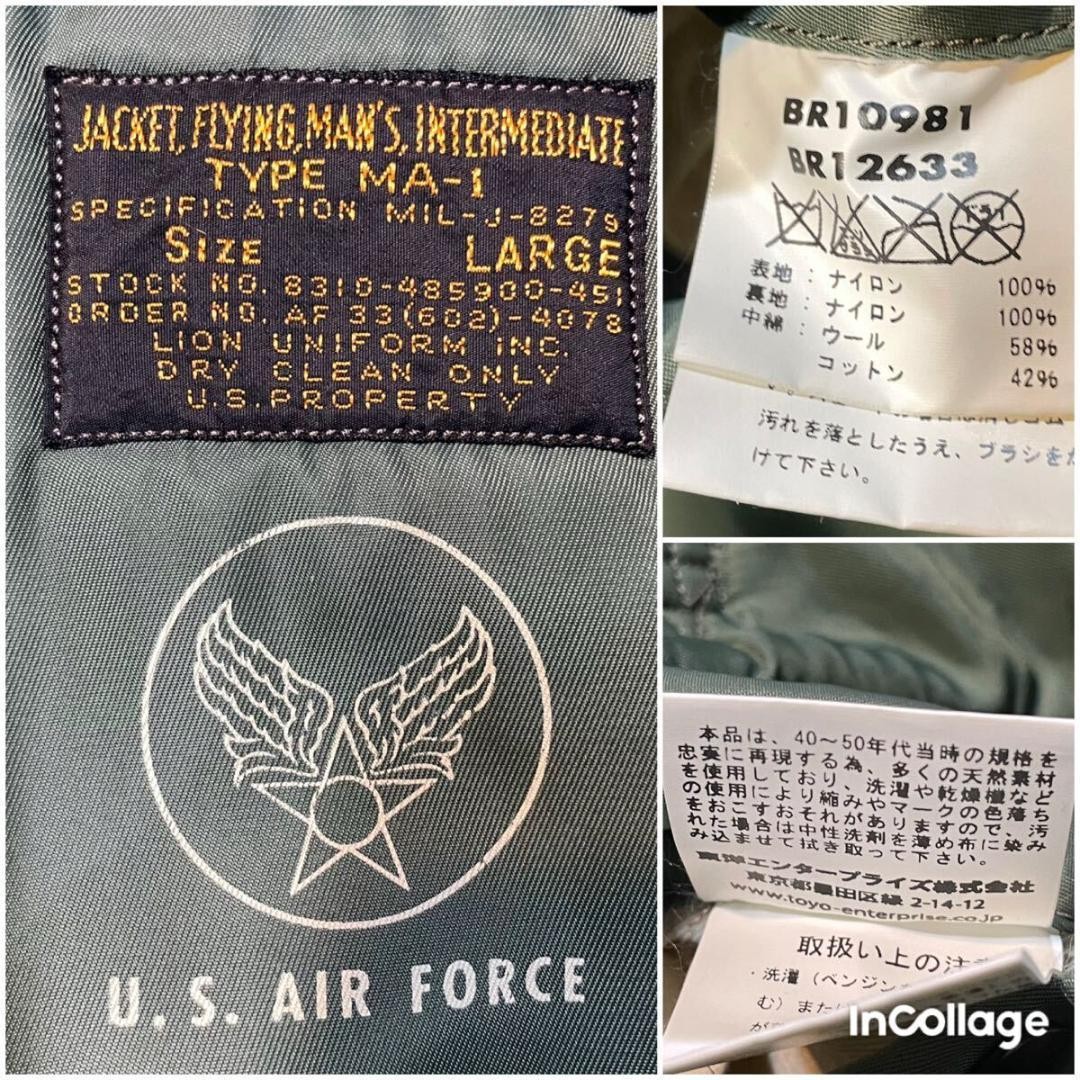 JACKET, FLYING, MAN'S, INTERMEDIATE
TYPE MA-1
SPECIFICATION MIL-J-8279
SIZE LARGE
STOCK NO. 8310-485900-451
ORDER NO. AF 33(602)-4078
LION UNIFORM INC.
DRY CLEAN ONLY
U.S. PROPERTY
U. S. AIR FORCE
BR10981
BR12633
ドライ
表地：ナイロン 100%
裏地：ナイロン 100%
中綿：ウール 58%
コットン 42%
汚れを落としたうえ、ブラシをか
けて下さい。
本品は、40～50年代当時の規格を
忠実に再現する為、多くの天然素材
を使用しており、洗濯や乾燥機など
の使用により縮みやマークの色落ち
をおこすおそれがありますので、汚
れた場合は中性洗剤を薄め布に染み
み込ませて拭き取って下さい。
東洋エンタープライズ株式会社
東京都墨田区緑 2-14-12
www.toyo-enterprise.co.jp
取扱い上の注
・洗濯（ベンジン
む）また
InCollage